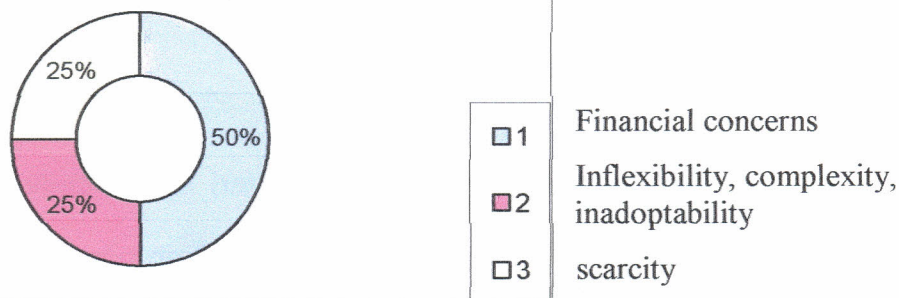 25%
50%
25%
1 Financial concerns
2 Inflexibility, complexity,
inadoptability
3 scarcity